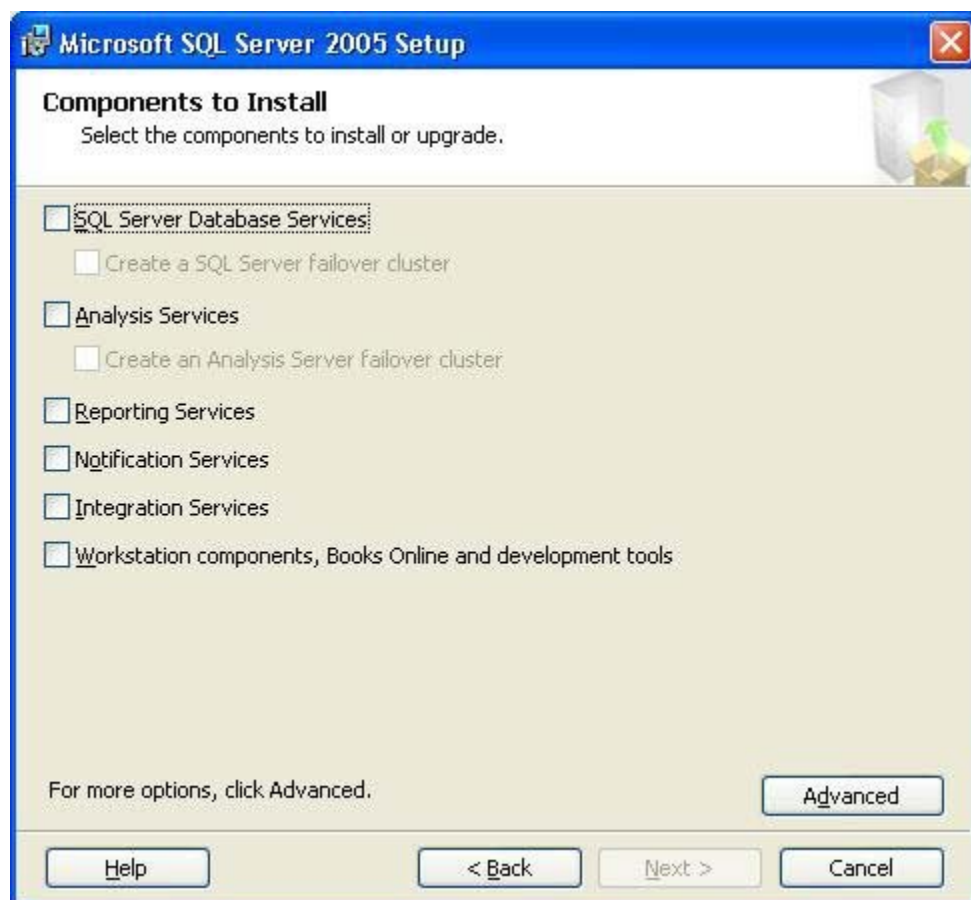 Microsoft SQL Server 2005 Setup
Components to Install
Select the components to install or upgrade.
SQL Server Database Services
Create a SQL Server failover cluster
Analysis Services
Create an Analysis Server failover cluster
Reporting Services
Notification Services
Integration Services
Workstation components, Books Online and development tools
For more options, click Advanced.
Advanced
Help
< Back
Next >
Cancel